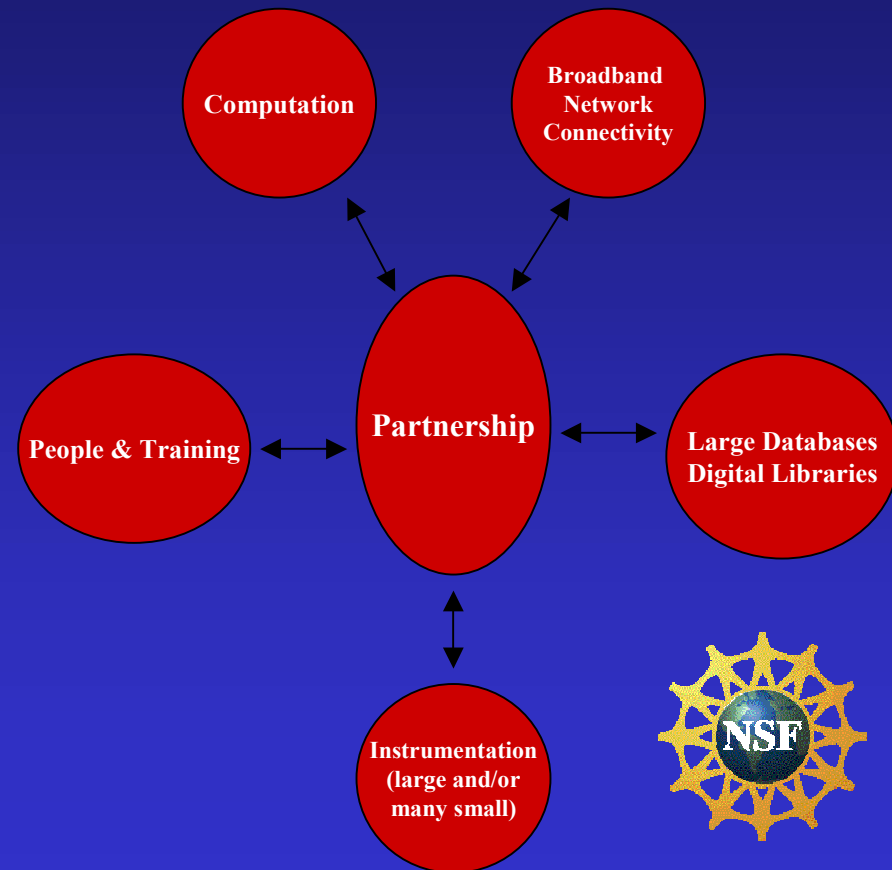 Computation
Broadband
Network
Connectivity
People & Training
Partnership
Large Databases
Digital Libraries
Instrumentation
(large and/or
many small)
NSF